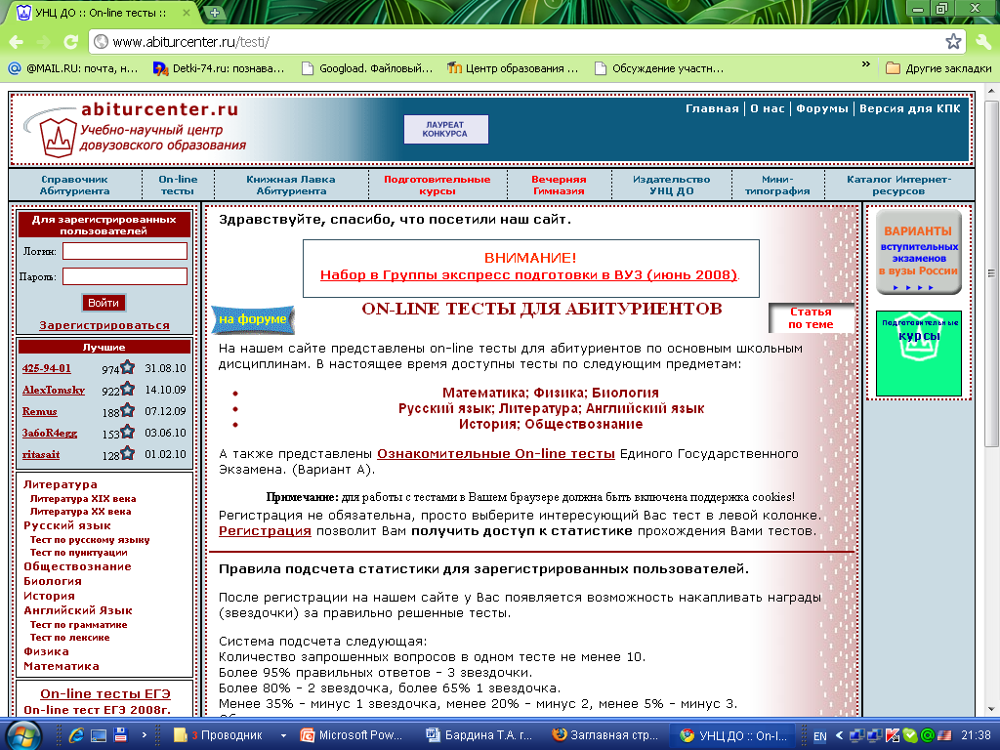 УНЦ ДО :: On-line тесты ::
www.abiturcenter.ru/testi/
@MAIL.RU: почта, н...
Detki-74.ru: познава...
Googload. Файловый...
Центр образования ...
Обсуждение участн...
»
Другие закладки
abiturcenter.ru
Учебно-научный центр
довузовского образования
ЛАУРЕАТ
КОНКУРСА
Главная | О нас | Форумы | Версия для КПК
Справочник
Абитуриента
On-line
тесты
Книжная Лавка
Абитуриента
Подготовительные
курсы
Вечерняя
Гимназия
Издательство
УНЦ ДО
Мини-
типография
Каталог Интернет-
ресурсов
Для зарегистрированных
пользователей
Логин:
Пароль:
Войти
Зарегистрироваться
Лучшие
425-94-01 974 31.08.10
AlexTomsky 922 14.10.09
Remus 188 07.12.09
3a6oR4egg 153 03.06.10
ritasait 128 01.02.10
Литература
Литература XIX века
Литература XX века
Русский язык
Тест по русскому языку
Тест по пунктуации
Обществознание
Биология
История
Английский Язык
Тест по грамматике
Тест по лексике
Физика
Математика
On-line тесты ЕГЭ
On-line тест ЕГЭ 2008г.
Здравствуйте, спасибо, что посетили наш сайт.
ВНИМАНИЕ!
Набор в Группы экспресс подготовки в ВУЗ (июнь 2008).
на форуме
ON-LINE ТЕСТЫ ДЛЯ АБИТУРИЕНТОВ
Статья
по теме
На нашем сайте представлены on-line тесты для абитуриентов по основным школьным
дисциплинам. В настоящее время доступны тесты по следующим предметам:
• Математика; Физика; Биология
• Русский язык; Литература; Английский язык
• История; Обществознание
А также представлены Ознакомительные On-line тесты Единого Государственного
Экзамена. (Вариант А).
Примечание: для работы с тестами в Вашем браузере должна быть включена поддержка cookies!
Регистрация не обязательна, просто выберите интересующий Вас тест в левой колонке.
Регистрация позволит Вам получить доступ к статистике прохождения Вами тестов.
Правила подсчета статистики для зарегистрированных пользователей.
После регистрации на нашем сайте у Вас появляется возможность накапливать награды
(звездочки) за правильно решенные тесты.
Система подсчета следующая:
Количество запрошенных вопросов в одном тесте не менее 10.
Более 95% правильных ответов - 3 звездочки.
Более 80% - 2 звездочка, более 65% 1 звездочка.
Менее 35% - минус 1 звездочка, менее 20% - минус 2, менее 5% - минус 3.
ВАРИАНТЫ
вступительных
экзаменов
в вузы России
Подготовительные
курсы
3 Проводник
Microsoft Pow...
Бардина Т.А. г...
Заглавная стр...
УНЦ ДО :: On-l...
EN
21:38